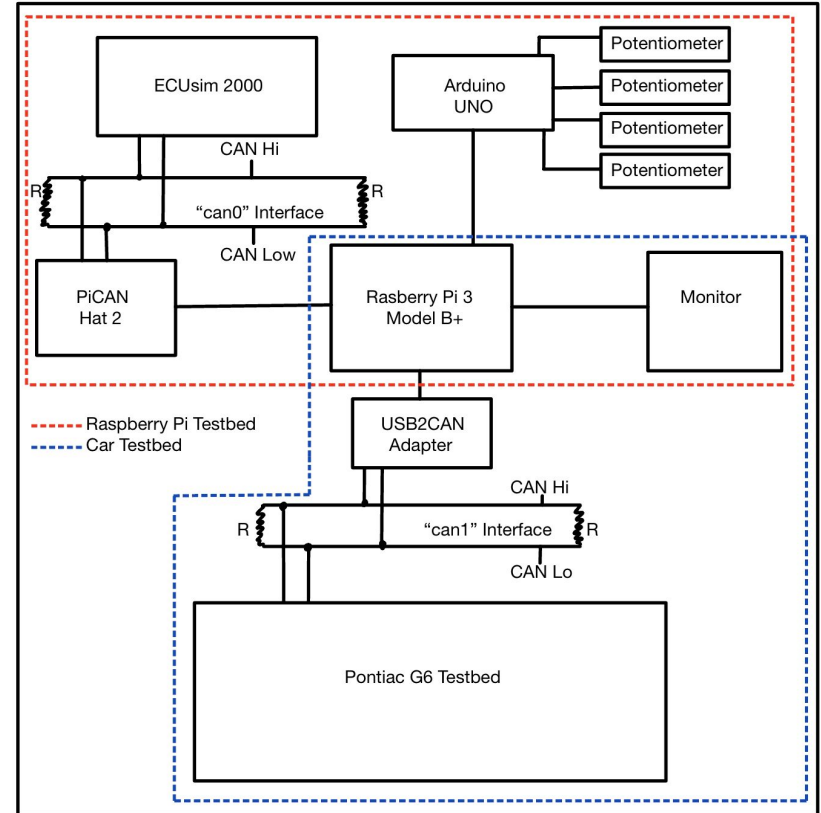 ECUsim 2000
Arduino
UNO
Potentiometer
Potentiometer
Potentiometer
Potentiometer
CAN Hi
R
R
“can0” Interface
CAN Low
PiCAN
Hat 2
Rasberry Pi 3
Model B+
Monitor
Raspberry Pi Testbed
Car Testbed
USB2CAN
Adapter
CAN Hi
R
“can1” Interface
R
CAN Lo
Pontiac G6 Testbed